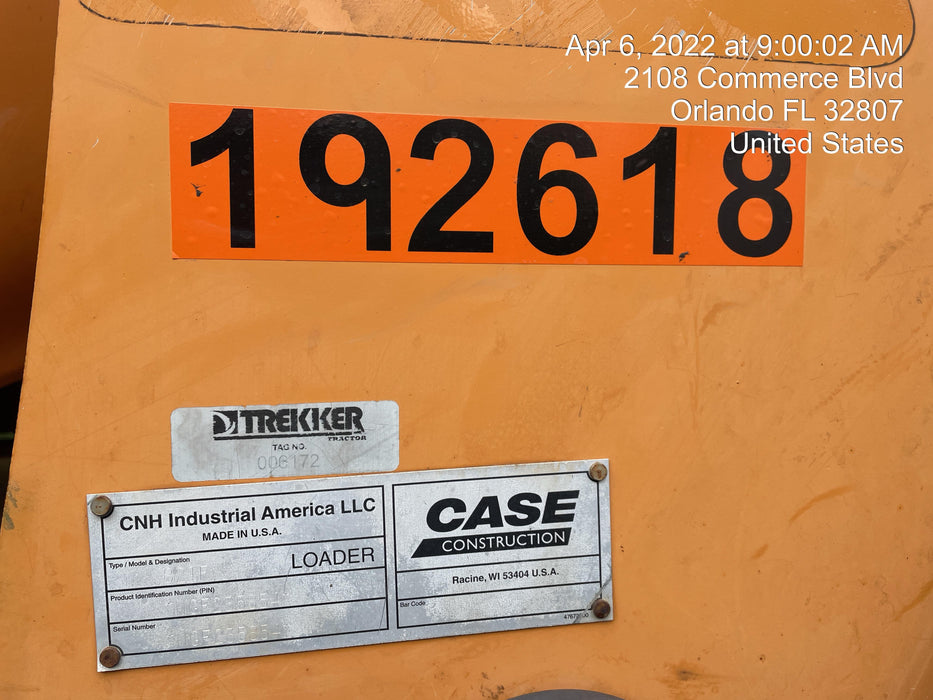 Apr 6, 2022 at 9:00:02 AM
2108 Commerce Blvd
Orlando FL 32807
United States
192618
TREKKER
TRACTOR
TAG NO.
006172
CNH Industrial America LLC
MADE IN U.S.A.
Type / Model & Designation
LOADER
Product Identification Number (PIN)
Serial Number
CASE
CONSTRUCTION
Racine, WI 53404 U.S.A.
Bar Code